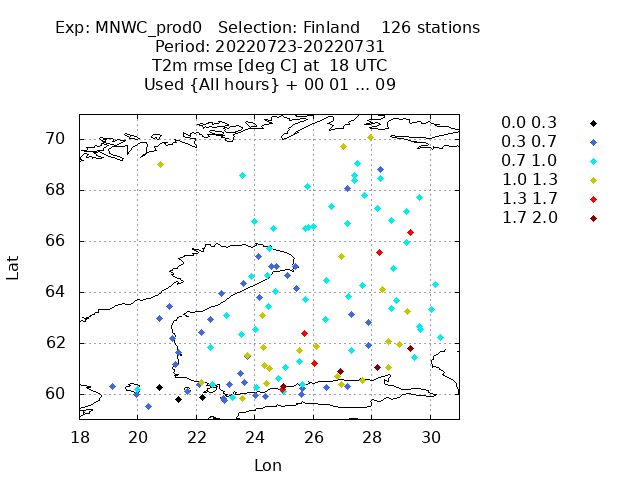 Exp: MNWC_prod0   Selection: Finland    126 stations
Period: 20220723-20220731
T2m rmse [deg C] at  18 UTC
Used {All hours} + 00 01 ... 09
0.0 0.3
0.3 0.7
0.7 1.0
1.0 1.3
1.3 1.7
1.7 2.0
70
68
66
64
62
60
Lat
18 20 22 24 26 28 30
Lon